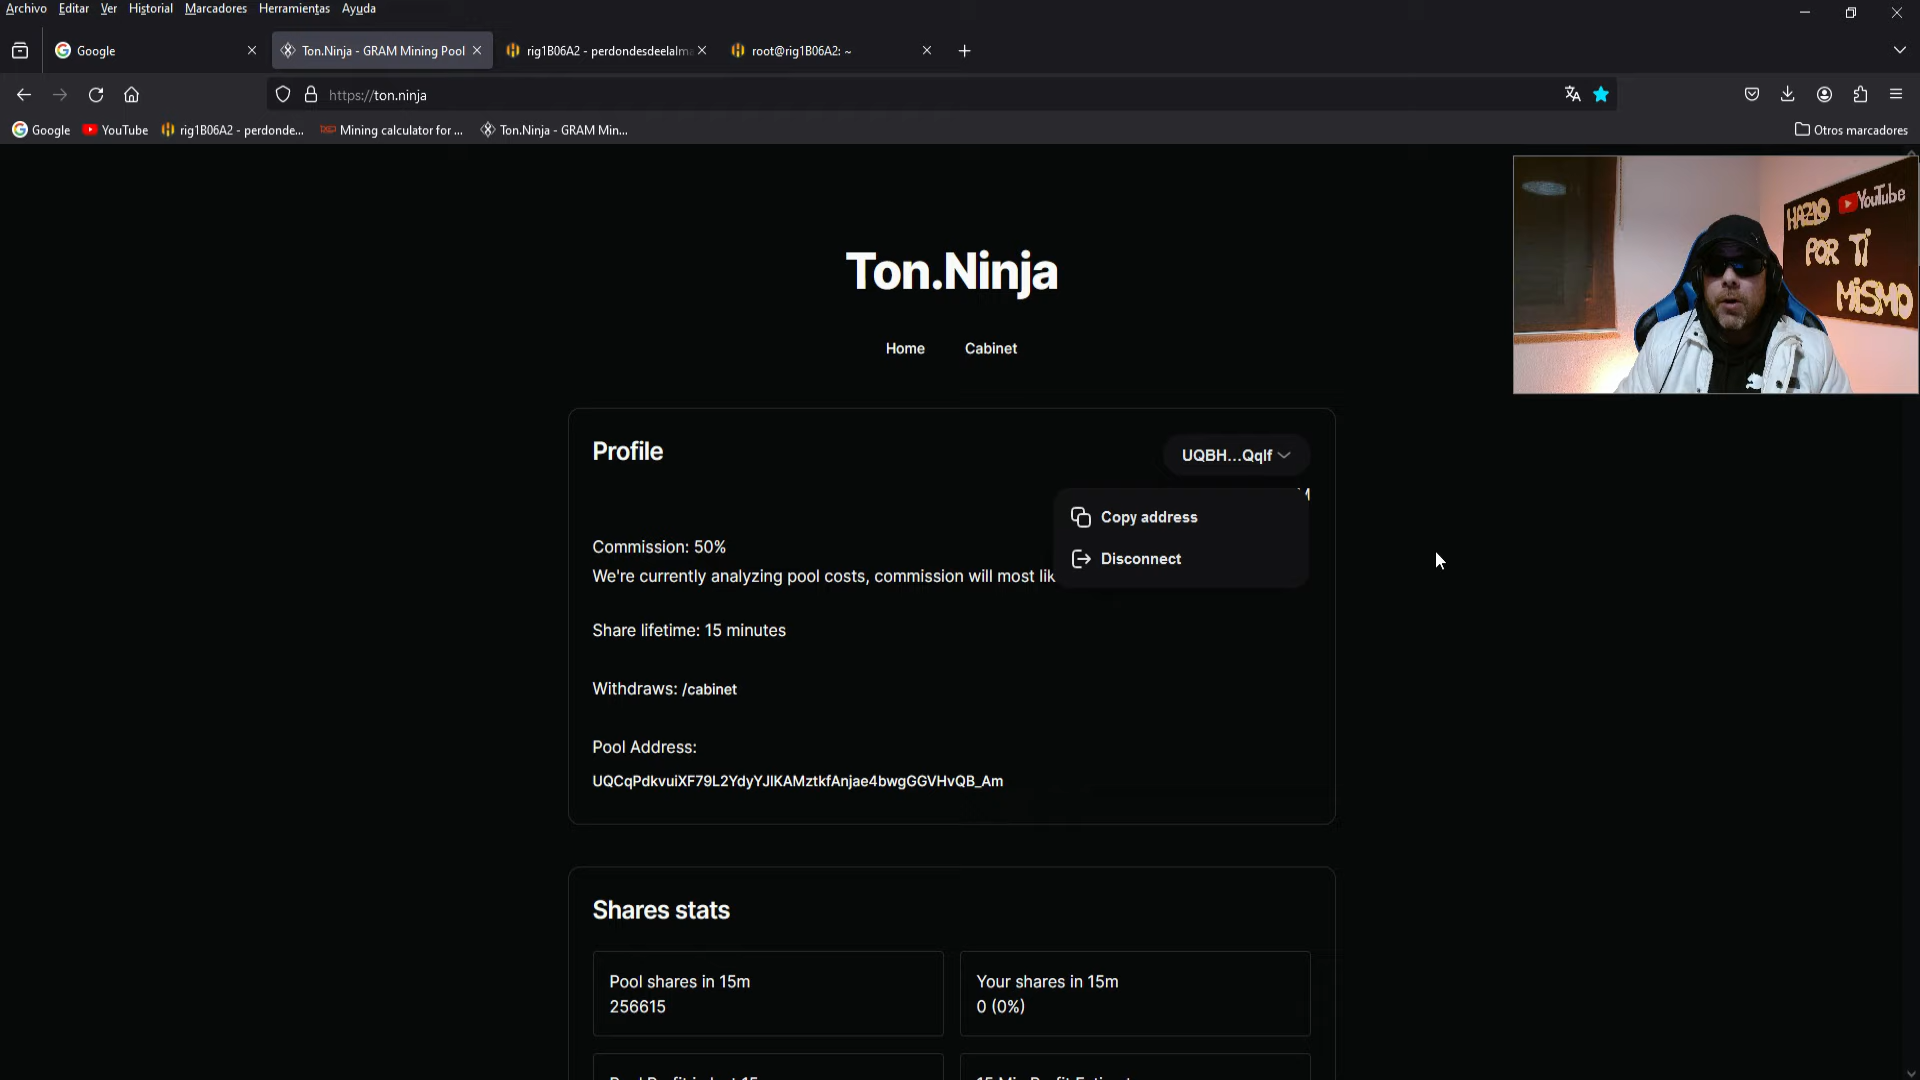 Archivo Editar Ver Historial Marcadores Herramientas Ayuda
Google
Ton.Ninja - GRAM Mining Pool
rig1B06A2 - perdondesdeelalma
root@rig1B06A2: ~
https://ton.ninja
Google
YouTube
rig1B06A2 - perdonde...
Mining calculator for ...
Ton.Ninja - GRAM Min...
Otros marcadores
HAZLO YouTube
POR TI
MISMO
Ton.Ninja
Home Cabinet
Profile
UQBH...Qqlf
Copy address
Disconnect
Commission: 50%
We're currently analyzing pool costs, commission will most lik
Share lifetime: 15 minutes
Withdraws: /cabinet
Pool Address:
UQCqPdkvuiXF79L2YdyYJlKAMztkfAnjae4bwgGGVHvQB_Am
Shares stats
Pool shares in 15m
256615
Your shares in 15m
0 (0%)